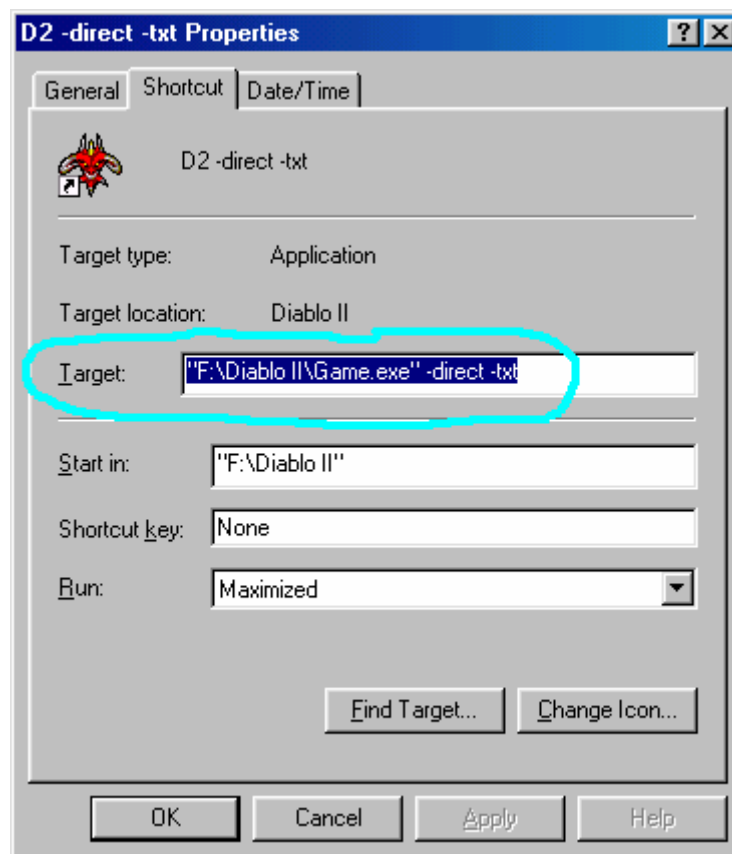 D2 -direct -txt Properties
General Shortcut Date/Time
D2 -direct -txt
Target type: Application
Target location: Diablo II
Target: "F:\Diablo II\Game.exe" -direct -txt
Start in: "F:\Diablo II"
Shortcut key: None
Run: Maximized
Find Target... Change Icon...
OK Cancel Apply Help